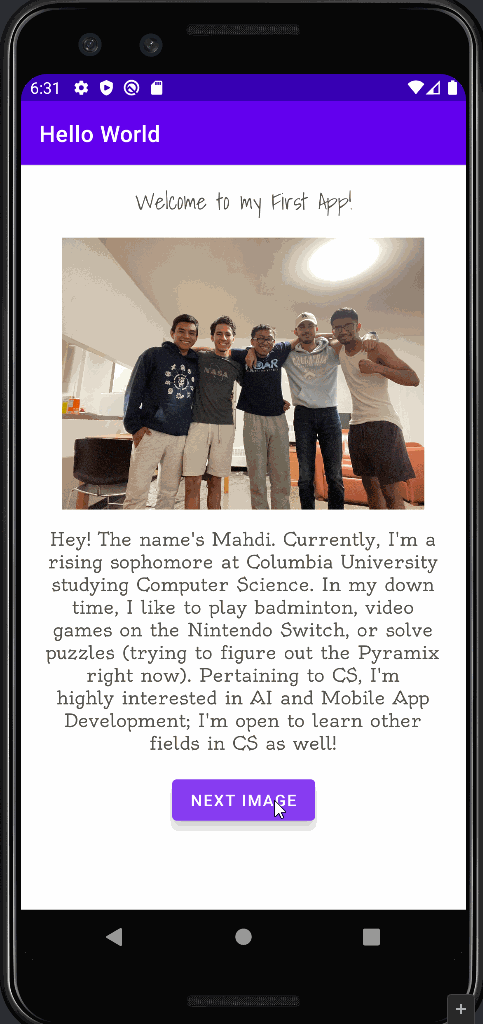 6:31
Hello World
Welcome to my First App!
Hey! The name's Mahdi. Currently, I'm a
rising sophomore at Columbia University
studying Computer Science. In my down
time, I like to play badminton, video
games on the Nintendo Switch, or solve
puzzles (trying to figure out the Pyramix
right now). Pertaining to CS, I'm
highly interested in AI and Mobile App
Development; I'm open to learn other
fields in CS as well!
NEXT IMAGE